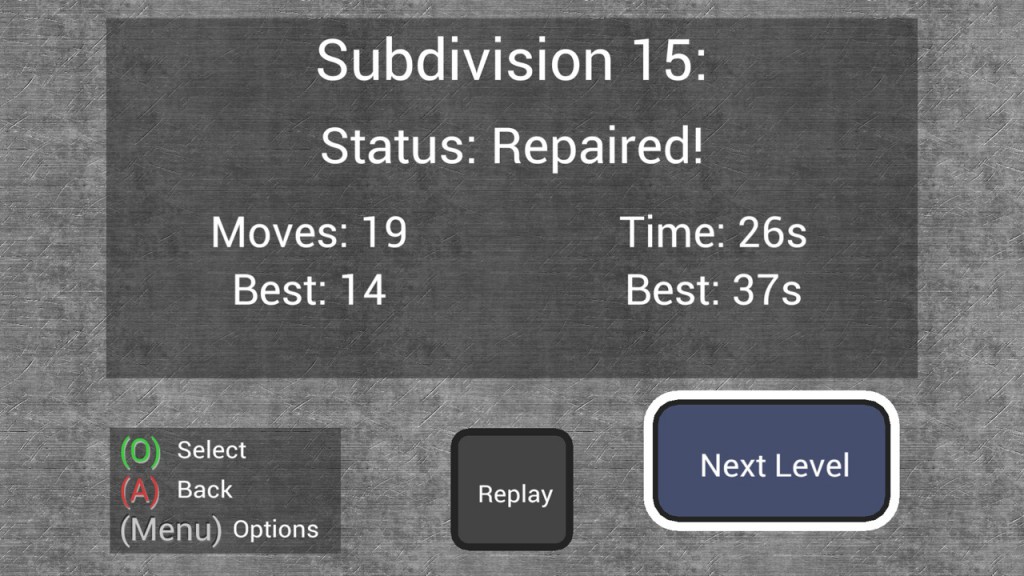 Subdivision 15:
Status: Repaired!
Moves: 19
Time: 26s
Best: 14
Best: 37s
(O) Select
(A) Back
(Menu) Options
Replay
Next Level